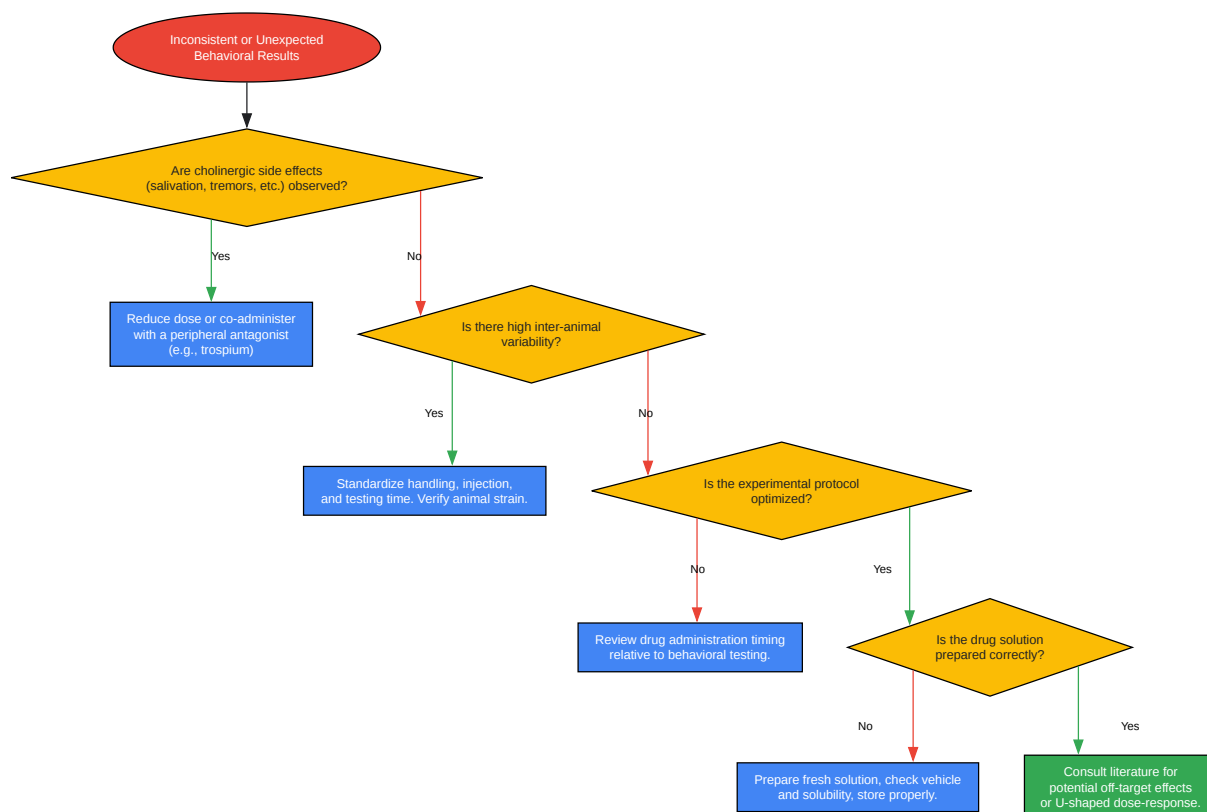 Inconsistent or Unexpected
Behavioral Results
Are cholinergic side effects
(salivation, tremors, etc.) observed?
Yes
No
Reduce dose or co-administer
with a peripheral antagonist
(e.g., trospium)
Is there high inter-animal
variability?
Yes
No
Standardize handling, injection,
and testing time. Verify animal strain.
Is the experimental protocol
optimized?
No
Yes
Review drug administration timing
relative to behavioral testing.
Is the drug solution
prepared correctly?
No
Yes
Prepare fresh solution, check vehicle
and solubility, store properly.
Consult literature for
potential off-target effects
or U-shaped dose-response.